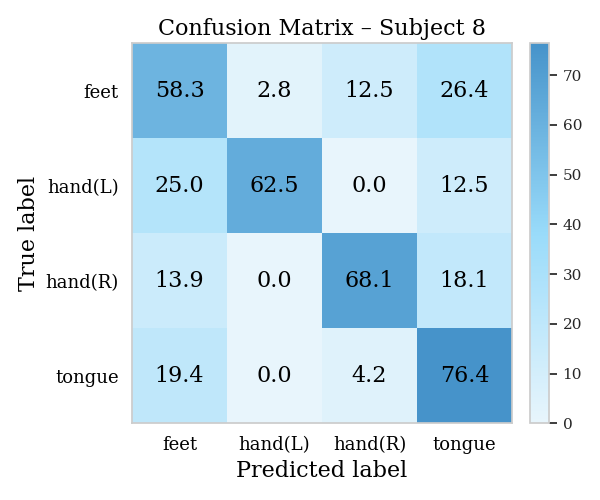 Confusion Matrix – Subject 8
True label
feet 58.3 2.8 12.5 26.4
hand(L) 25.0 62.5 0.0 12.5
hand(R) 13.9 0.0 68.1 18.1
tongue 19.4 0.0 4.2 76.4
feet hand(L) hand(R) tongue
Predicted label
70
60
50
40
30
20
10
0